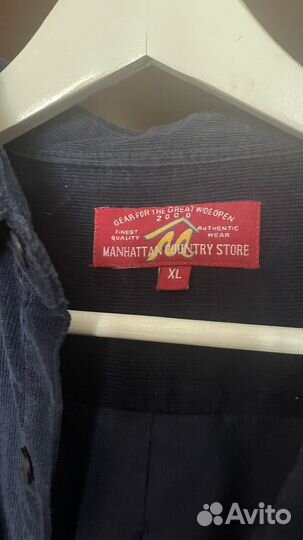 GEAR FOR THE GREAT WIDE OPEN
2000
FINEST QUALITY
AUTHENTIC WEAR
MANHATTAN COUNTRY STORE
XL
Avito